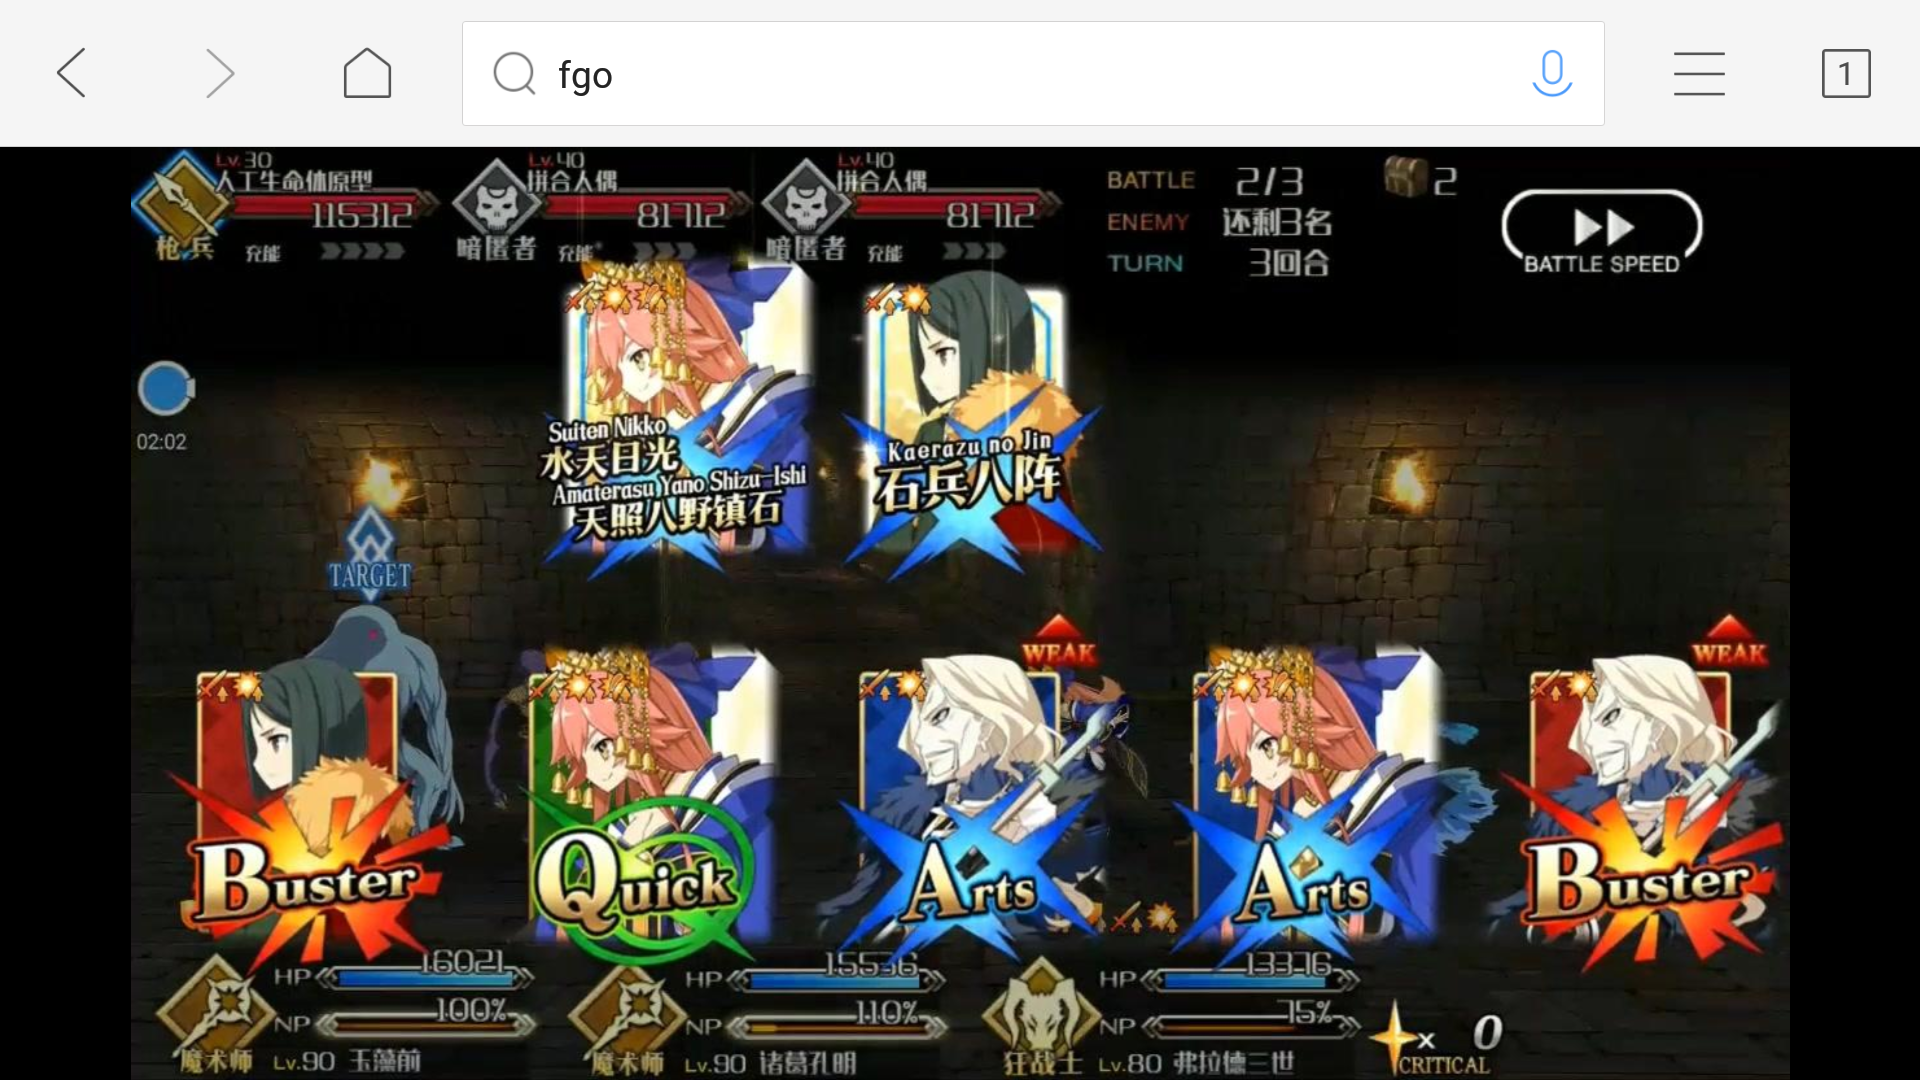 fgo
1
Lv.30
人工生命体原型
115312
枪兵
充能
Lv.40
拼合人偶
81712
暗匿者
充能
Lv.40
拼合人偶
81712
暗匿者
充能
BATTLE 2/3
ENEMY 还剩3名
TURN 3回合
2
BATTLE SPEED
02:02
Suiten Nikko
水天日光
Amaterasu Yano Shizu-Ishi
天照八野镇石
Kaerazu no Jin
石兵八阵
TARGET
WEAK
WEAK
Buster
Quick
Arts
Arts
Buster
HP 16021
NP 100%
魔术师 Lv.90 玉藻前
HP 15536
NP 110%
魔术师 Lv.90 诸葛孔明
HP 13376
NP 75%
狂战士 Lv.80 弗拉德三世
x 0
CRITICAL